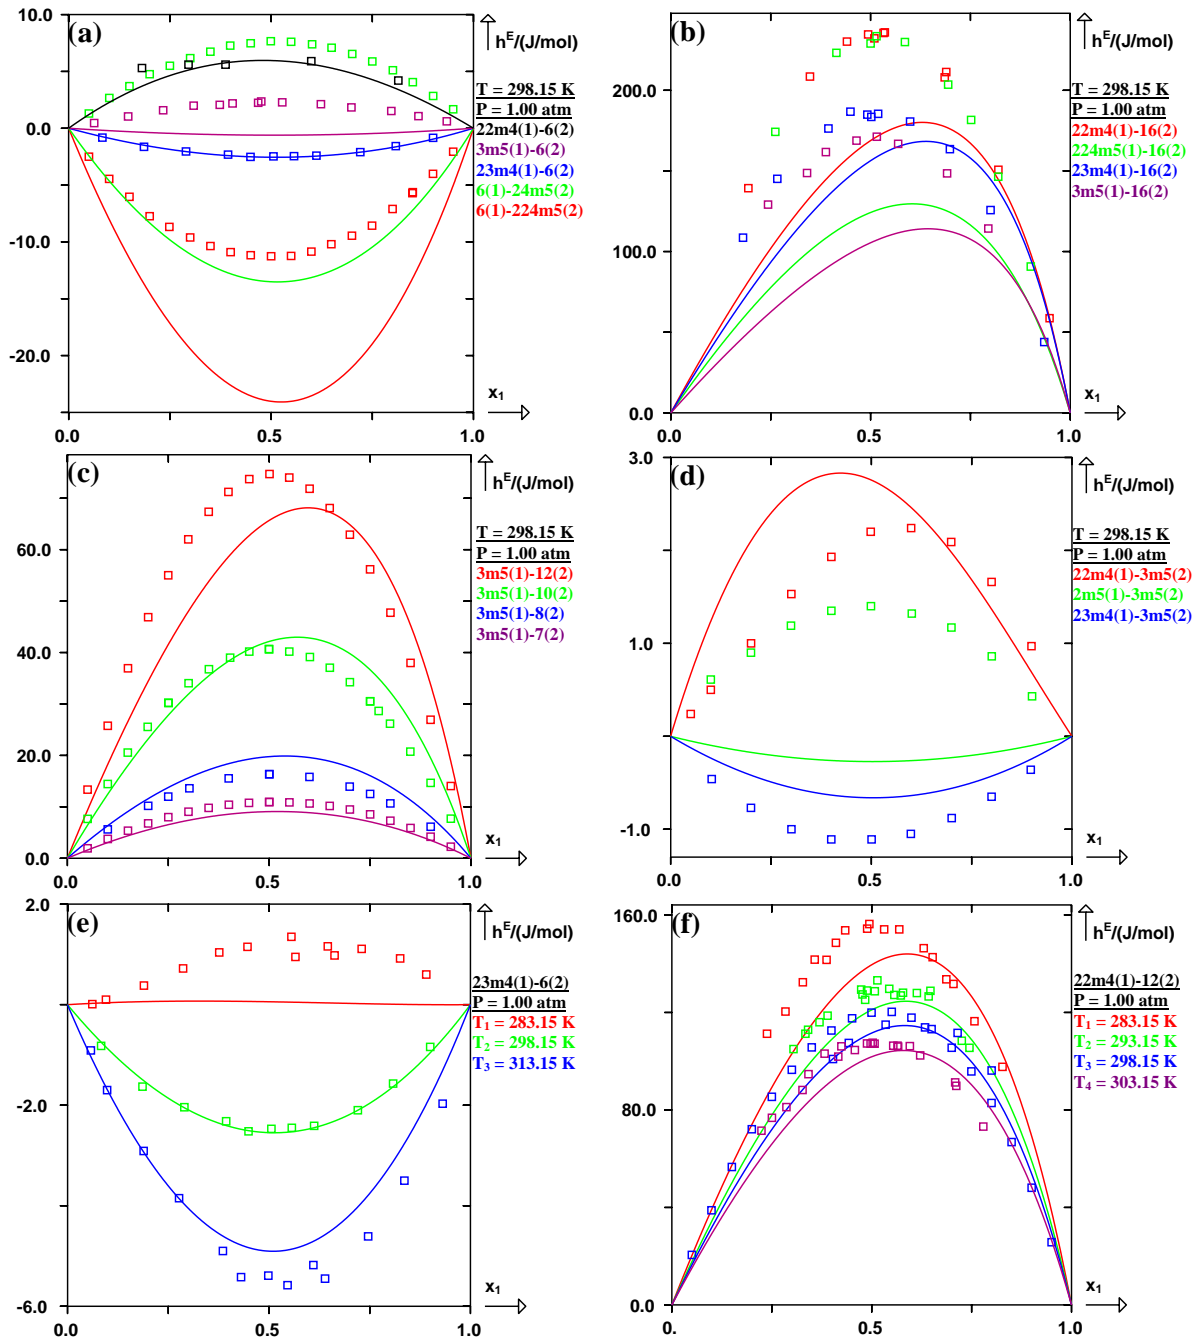 (a)
10.0
0.0
-10.0
-20.0
0.0
0.5
1.0
hᴱ/(J/mol)
T = 298.15 K
P = 1.00 atm
22m4(1)-6(2)
3m5(1)-6(2)
23m4(1)-6(2)
6(1)-24m5(2)
6(1)-224m5(2)
x₁
(b)
200.0
100.0
0.0
0.0
0.5
1.0
hᴱ/(J/mol)
T = 298.15 K
P = 1.00 atm
22m4(1)-16(2)
224m5(1)-16(2)
23m4(1)-16(2)
3m5(1)-16(2)
x₁
(c)
60.0
40.0
20.0
0.0
0.0
0.5
1.0
hᴱ/(J/mol)
T = 298.15 K
P = 1.00 atm
3m5(1)-12(2)
3m5(1)-10(2)
3m5(1)-8(2)
3m5(1)-7(2)
x₁
(d)
3.0
1.0
-1.0
0.0
0.5
1.0
hᴱ/(J/mol)
T = 298.15 K
P = 1.00 atm
22m4(1)-3m5(2)
2m5(1)-3m5(2)
23m4(1)-3m5(2)
x₁
(e)
2.0
-2.0
-6.0
0.0
0.5
1.0
hᴱ/(J/mol)
23m4(1)-6(2)
P = 1.00 atm
T₁ = 283.15 K
T₂ = 298.15 K
T₃ = 313.15 K
x₁
(f)
160.0
80.0
0.0
0.
0.5
1.0
hᴱ/(J/mol)
22m4(1)-12(2)
P = 1.00 atm
T₁ = 283.15 K
T₂ = 293.15 K
T₃ = 298.15 K
T₄ = 303.15 K
x₁